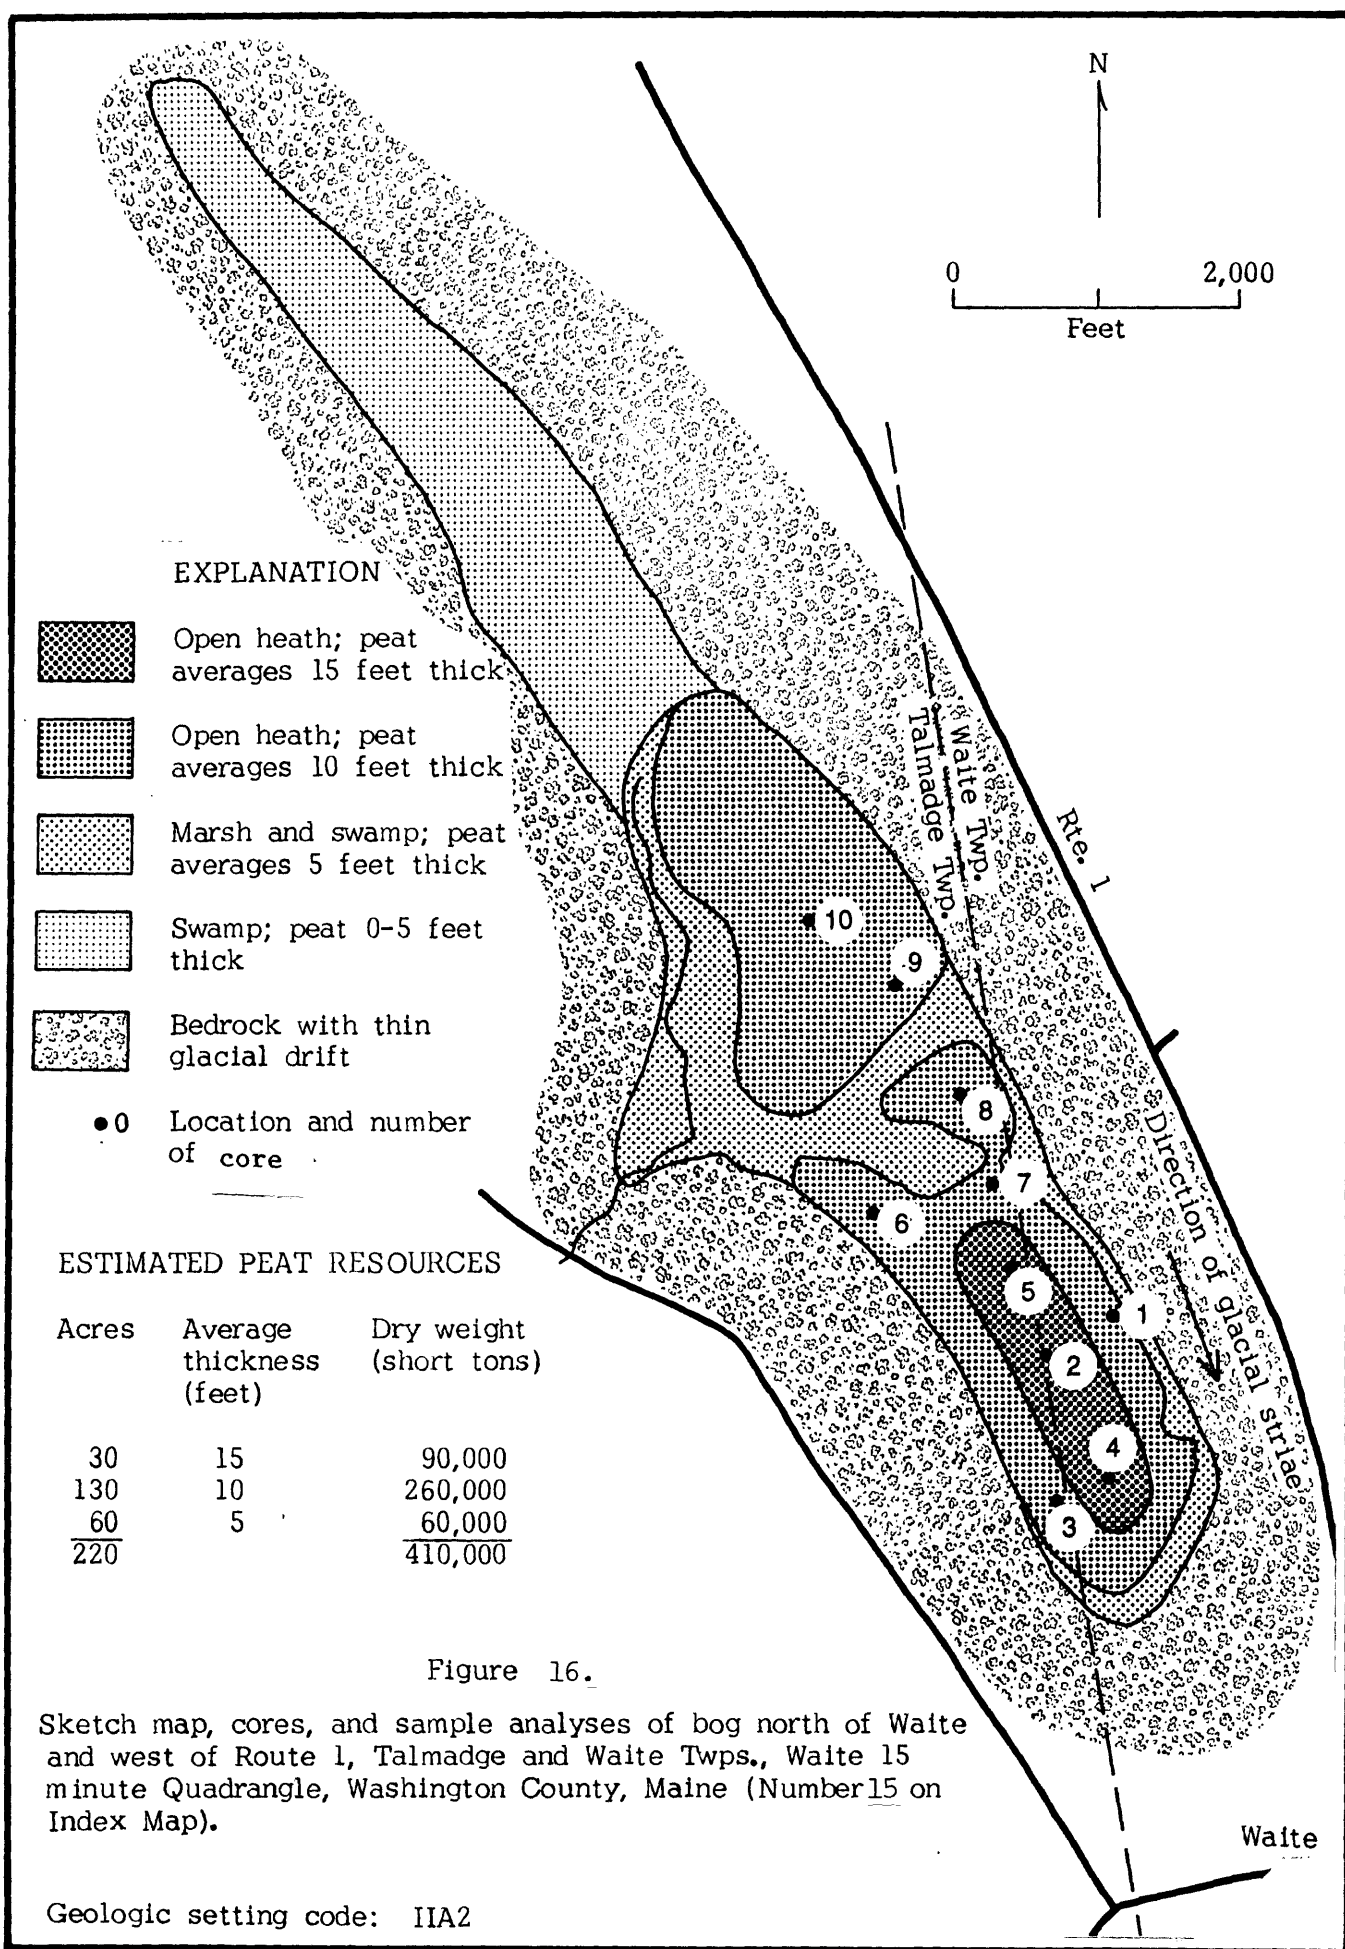 N
0 2,000
Feet
EXPLANATION
Open heath; peat
averages 15 feet thick
Open heath; peat
averages 10 feet thick
Marsh and swamp; peat
averages 5 feet thick
Swamp; peat 0-5 feet
thick
Bedrock with thin
glacial drift
0 Location and number
of core
Waite Twp.
Talmadge Twp.
Rte. 1
10
9
8
7
6
5
1
2
4
3
Direction of glacial striae
ESTIMATED PEAT RESOURCES
Acres Average Dry weight
thickness (short tons)
(feet)
30 15 90,000
130 10 260,000
60 5 60,000
220 410,000
Figure 16.
Sketch map, cores, and sample analyses of bog north of Waite
and west of Route 1, Talmadge and Waite Twps., Waite 15
minute Quadrangle, Washington County, Maine (Number 15 on
Index Map).
Waite
Geologic setting code: IIA2